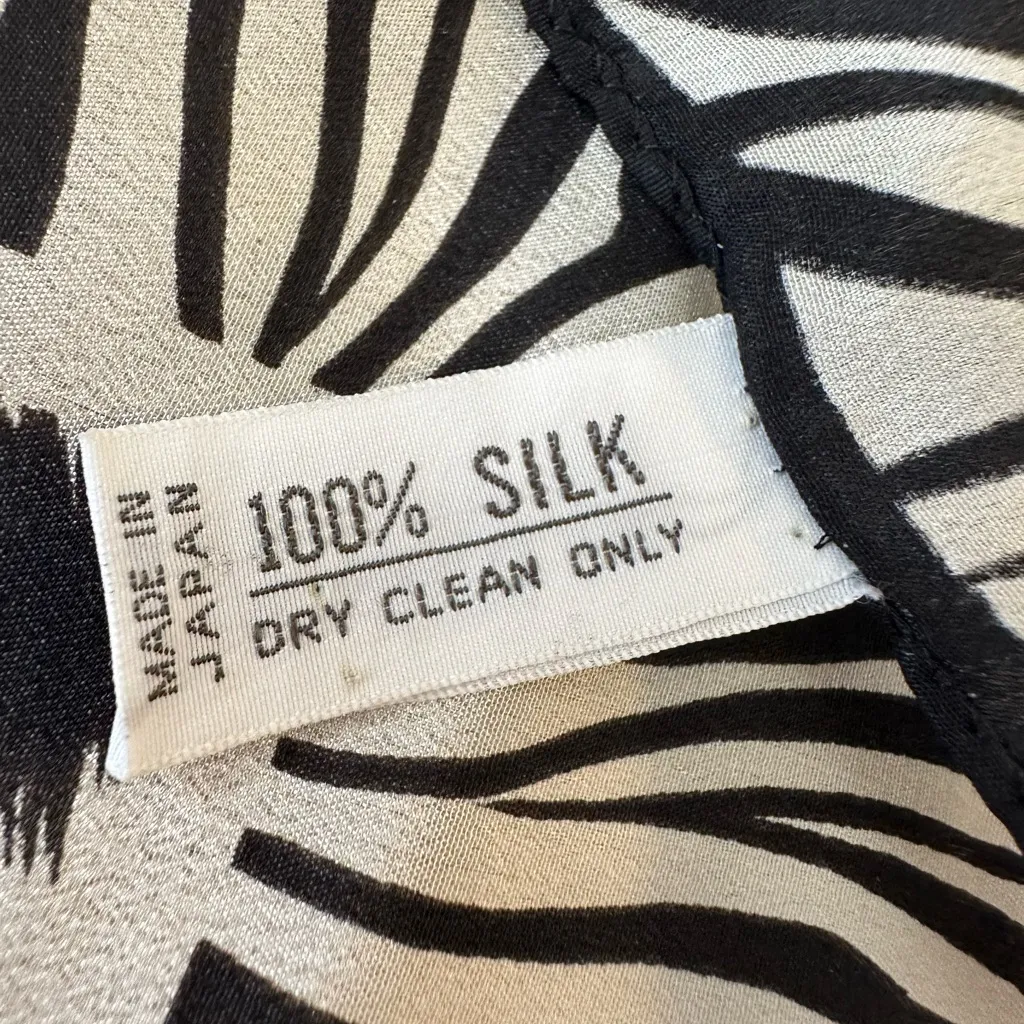 MADE IN
JAPAN
100% SILK
DRY CLEAN ONLY